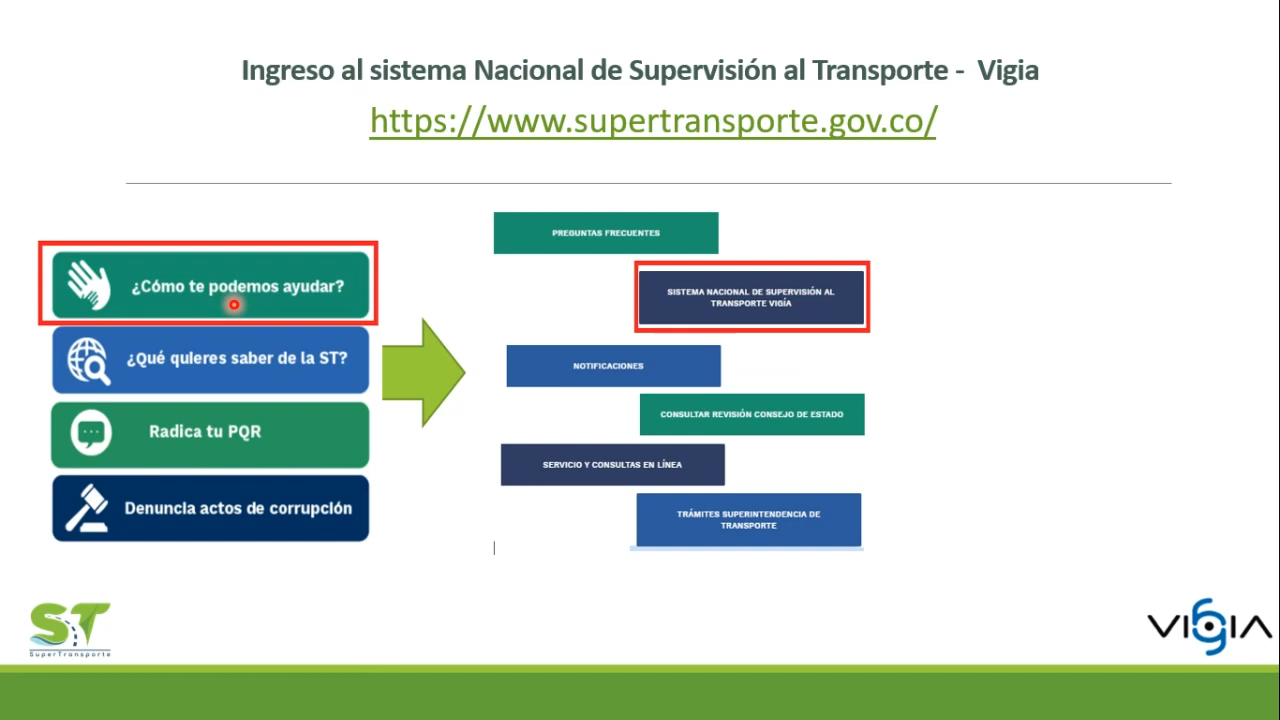 Ingreso al sistema Nacional de Supervisión al Transporte - Vigia
https://www.supertransporte.gov.co/
¿Cómo te podemos ayudar?
¿Qué quieres saber de la ST?
Radica tu PQR
Denuncia actos de corrupción
PREGUNTAS FRECUENTES
SISTEMA NACIONAL DE SUPERVISIÓN AL
TRANSPORTE VIGÍA
NOTIFICACIONES
CONSULTAR REVISIÓN CONSEJO DE ESTADO
SERVICIO Y CONSULTAS EN LÍNEA
TRÁMITES SUPERINTENDENCIA DE
TRANSPORTE
ST
SuperTransporte
VIGIA